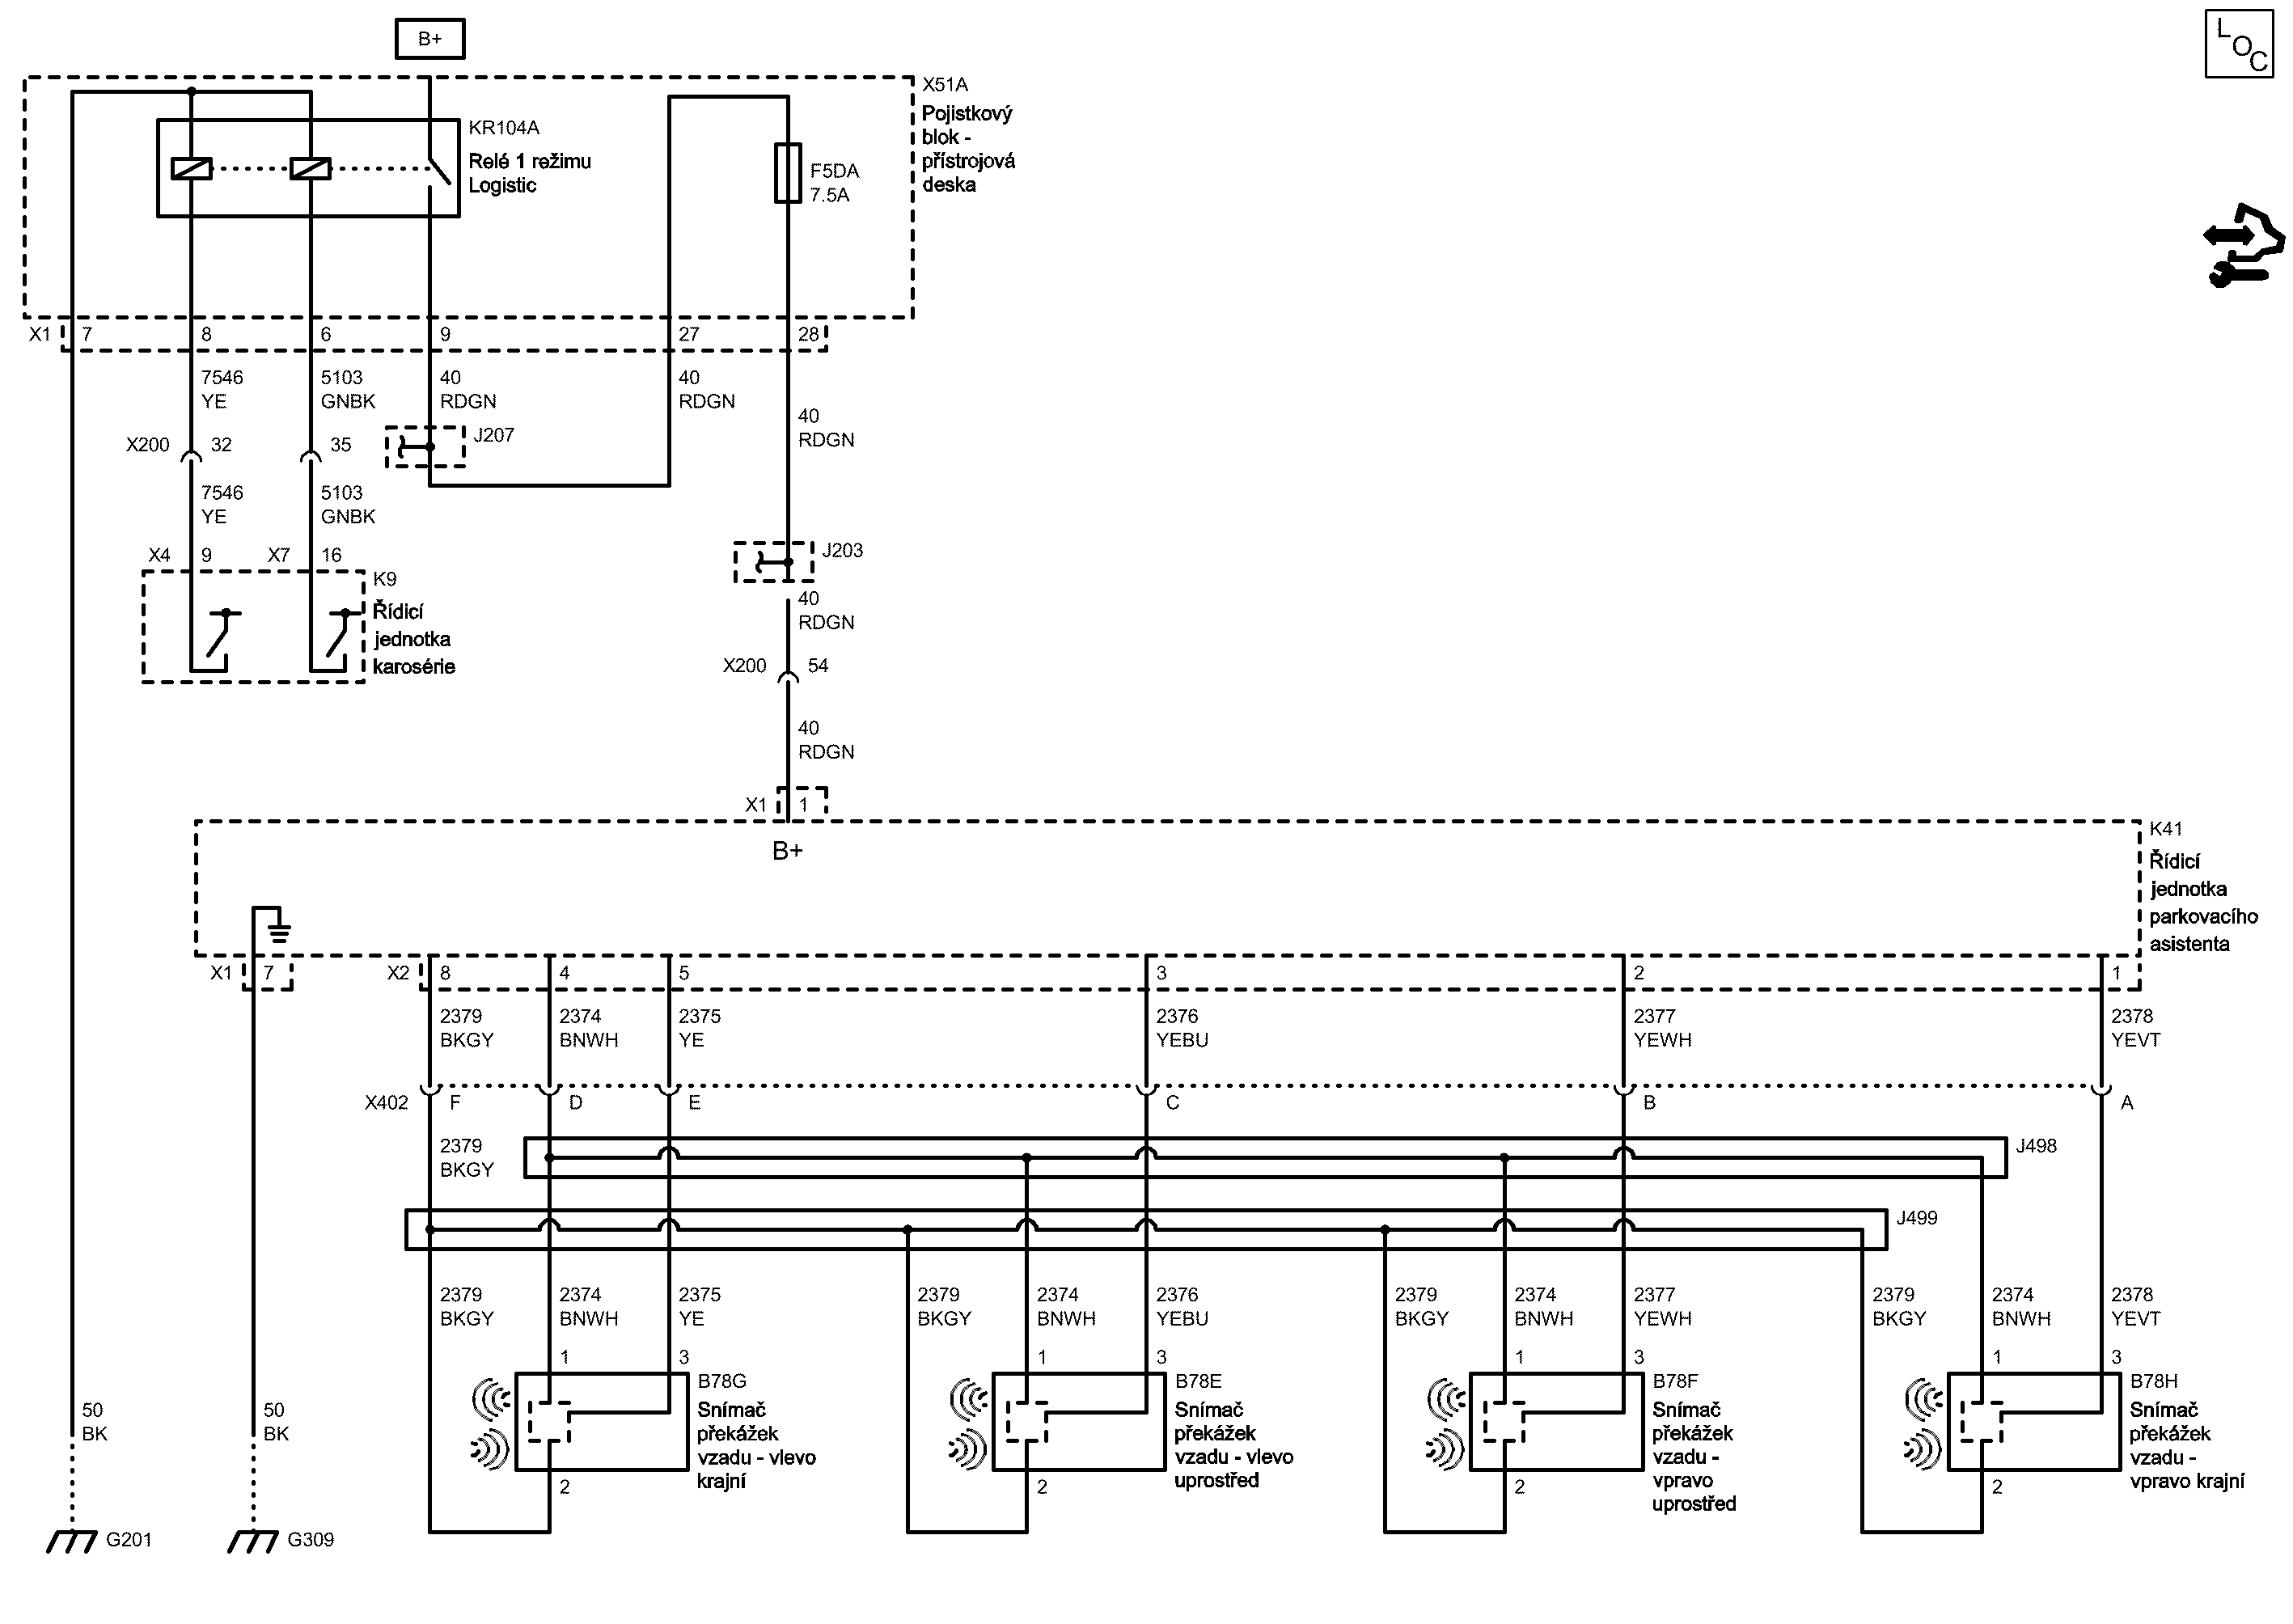 B+
L
O
C
X51A
Pojistkový
blok -
přístrojová
deska
KR104A
Relé 1 režimu
Logistic
F5DA
7.5A
X1 7 8 6 9 27 28
7546 5103 40 40
YE GNBK RDGN RDGN
40
RDGN
J207
X200 32 35
7546 5103
YE GNBK
X4 9 X7 16
J203
K9
Řídicí
jednotka
karosérie
40
RDGN
X200 54
40
RDGN
X1 1
K41
B+
Řídicí
jednotka
parkovacího
asistenta
X1 7 X2 8 4 5 3 2 1
2379 2374 2375 2376 2377 2378
BKGY BNWH YE YEBU YEWH YEVT
X402 F D E C B A
2379
BKGY
J498
J499
2379 2374 2375 2379 2374 2376 2379 2374 2377 2379 2374 2378
BKGY BNWH YE BKGY BNWH YEBU BKGY BNWH YEWH BKGY BNWH YEVT
1 3 1 3 1 3 1 3
B78G
Snímač
překážek
vzadu - vlevo
krajní
B78E
Snímač
překážek
vzadu - vlevo
uprostřed
B78F
Snímač
překážek
vzadu -
vpravo
uprostřed
B78H
Snímač
překážek
vzadu -
vpravo krajní
50 50
BK BK
2 2 2 2
G201 G309